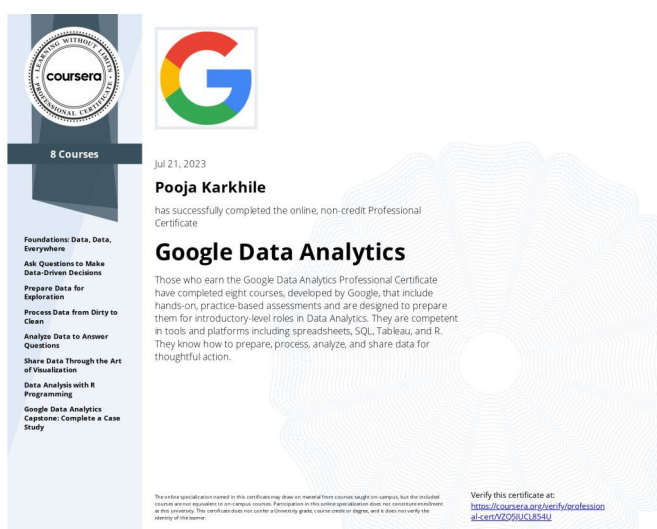 LEARNING WITHOUT LIMITS
coursera
PROFESSIONAL CERTIFICATE
8 Courses
Foundations: Data, Data,
Everywhere
Ask Questions to Make
Data-Driven Decisions
Prepare Data for
Exploration
Process Data from Dirty to
Clean
Analyze Data to Answer
Questions
Share Data Through the Art
of Visualization
Data Analysis with R
Programming
Google Data Analytics
Capstone: Complete a Case
Study
Jul 21, 2023
Pooja Karkhile
has successfully completed the online, non-credit Professional
Certificate
Google Data Analytics
Those who earn the Google Data Analytics Professional Certificate
have completed eight courses, developed by Google, that include
hands-on, practice-based assessments and are designed to prepare
them for introductory-level roles in Data Analytics. They are competent
in tools and platforms including spreadsheets, SQL, Tableau, and R.
They know how to prepare, process, analyze, and share data for
thoughtful action.
The online specialization named in this certificate may draw on material from courses taught on-campus, but the included
courses are not equivalent to on-campus courses. Participation in this online specialization does not constitute enrollment
at this university. This certificate does not confer a University grade, course credit or degree, and it does not verify the
identity of the learner.
Verify this certificate at:
https://coursera.org/verify/profession
al-cert/VZQ5JUCL854U